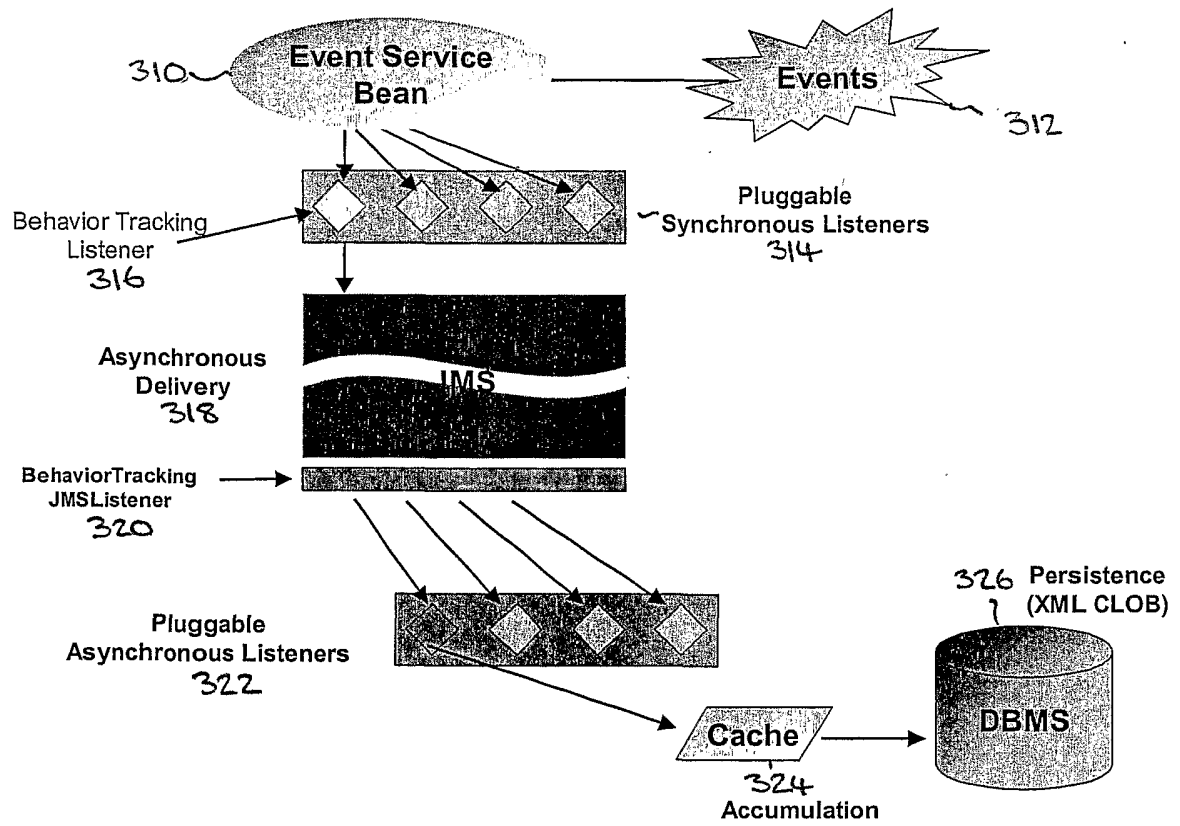 Event Service
Bean
310
Events
312
Behavior Tracking
Listener
316
Pluggable
Synchronous Listeners
314
Asynchronous
Delivery
318
JMS
BehaviorTracking
JMSListener
320
Pluggable
Asynchronous Listeners
322
326 Persistence
(XML CLOB)
DBMS
Cache
324
Accumulation